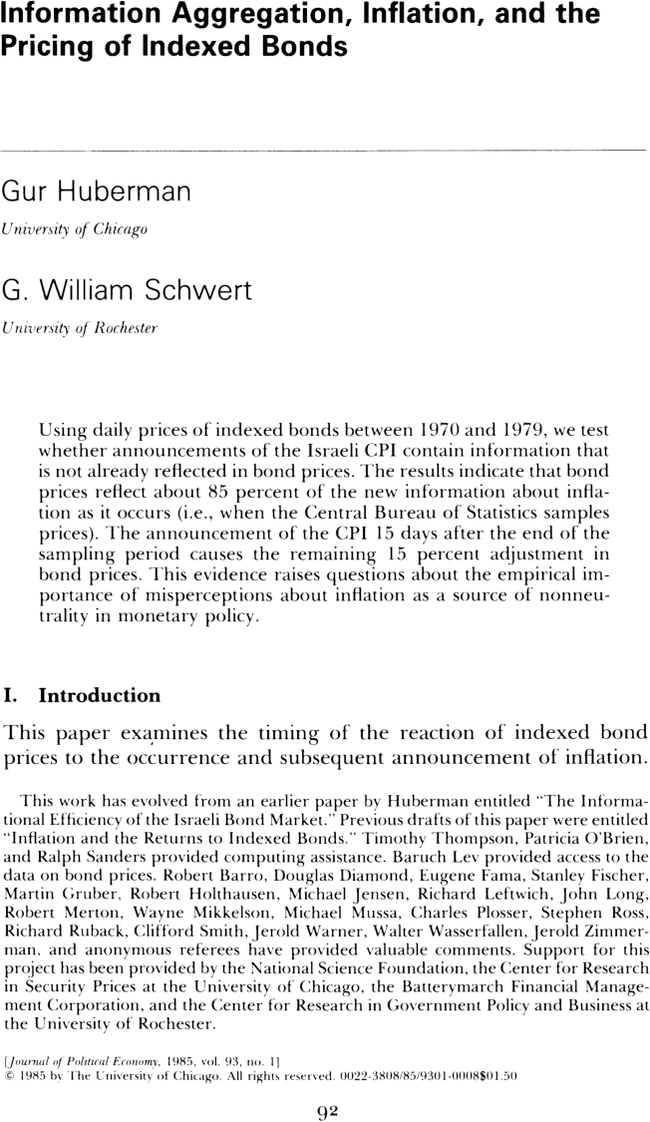 Information Aggregation, Inflation, and the
Pricing of Indexed Bonds
Gur Huberman
University of Chicago
G. William Schwert
University of Rochester
Using daily prices of indexed bonds between 1970 and 1979, we test
whether announcements of the Israeli CPI contain information that
is not already reflected in bond prices. The results indicate that bond
prices reflect about 85 percent of the new information about infla-
tion as it occurs (i.e., when the Central Bureau of Statistics samples
prices). The announcement of the CPI 15 days after the end of the
sampling period causes the remaining 15 percent adjustment in
bond prices. This evidence raises questions about the empirical im-
portance of misperceptions about inflation as a source of nonneu-
trality in monetary policy.
I. Introduction
This paper examines the timing of the reaction of indexed bond
prices to the occurrence and subsequent announcement of inflation.
This work has evolved from an earlier paper by Huberman entitled “The Informa-
tional Efficiency of the Israeli Bond Market.” Previous drafts of this paper were entitled
“Inflation and the Returns to Indexed Bonds.” Timothy Thompson, Patricia O’Brien,
and Ralph Sanders provided computing assistance. Baruch Lev provided access to the
data on bond prices. Robert Barro, Douglas Diamond, Eugene Fama, Stanley Fischer,
Martin Gruber, Robert Holthausen, Michael Jensen, Richard Leftwich, John Long,
Robert Merton, Wayne Mikkelson, Michael Mussa, Charles Plosser, Stephen Ross,
Richard Ruback, Clifford Smith, Jerold Warner, Walter Wasserfallen, Jerold Zimmer-
man, and anonymous referees have provided valuable comments. Support for this
project has been provided by the National Science Foundation, the Center for Research
in Security Prices at the University of Chicago, the Batterymarch Financial Manage-
ment Corporation, and the Center for Research in Government Policy and Business at
the University of Rochester.
[Journal of Political Economy, 1985, vol. 93, no. 1]
© 1985 by The University of Chicago. All rights reserved. 0022-3808/85/9301-0008$01.50
92